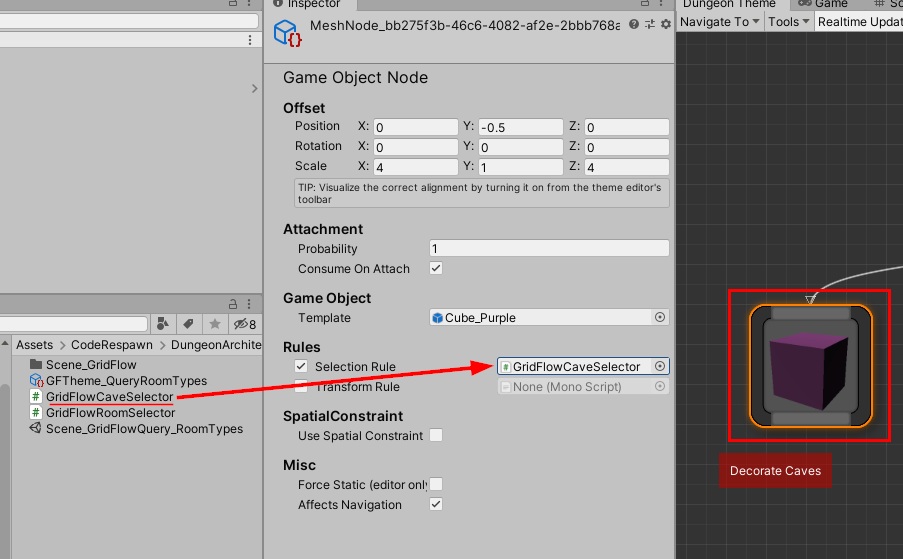 Inspector
MeshNode_bb275f3b-46c6-4082-af2e-2bbb768a
Game Object Node
Offset
Position X: 0 Y: -0.5 Z: 0
Rotation X: 0 Y: 0 Z: 0
Scale X: 4 Y: 1 Z: 4
TIP: Visualize the correct alignment by turning it on from the theme editor's
toolbar
Attachment
Probability 1
Consume On Attach
Game Object
Template Cube_Purple
Rules
Selection Rule GridFlowCaveSelector
Transform Rule None (Mono Script)
SpatialConstraint
Use Spatial Constraint
Misc
Force Static (editor only
Affects Navigation
8
Assets > CodeRespawn > DungeonArchite
Scene_GridFlow
GFTheme_QueryRoomTypes
GridFlowCaveSelector
GridFlowRoomSelector
Scene_GridFlowQuery_RoomTypes
Dungeon Theme Game Sc
Navigate To Tools Realtime Updat
Decorate Caves